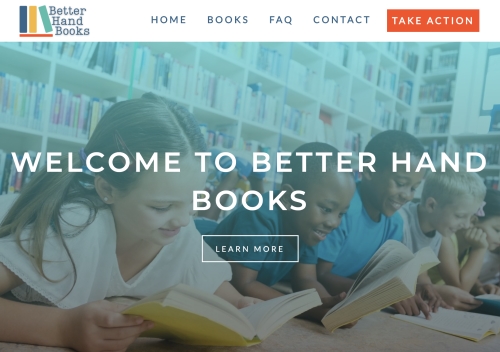 Better
Hand
Books
HOME BOOKS FAQ CONTACT TAKE ACTION
WELCOME TO BETTER HAND
BOOKS
LEARN MORE